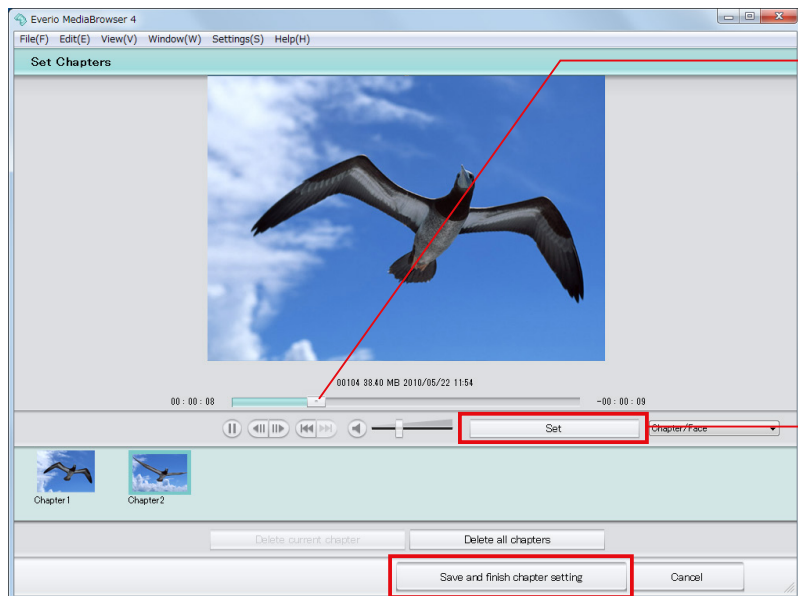 Everio MediaBrowser 4
File(F) Edit(E) View(V) Window(W) Settings(S) Help(H)
Set Chapters
00104 38.40 MB 2010/05/22 11:54
00 : 00 : 08 -00 : 00 : 09
Set Chapter/Face
Chapter1 Chapter2
Delete current chapter Delete all chapters
Save and finish chapter setting Cancel